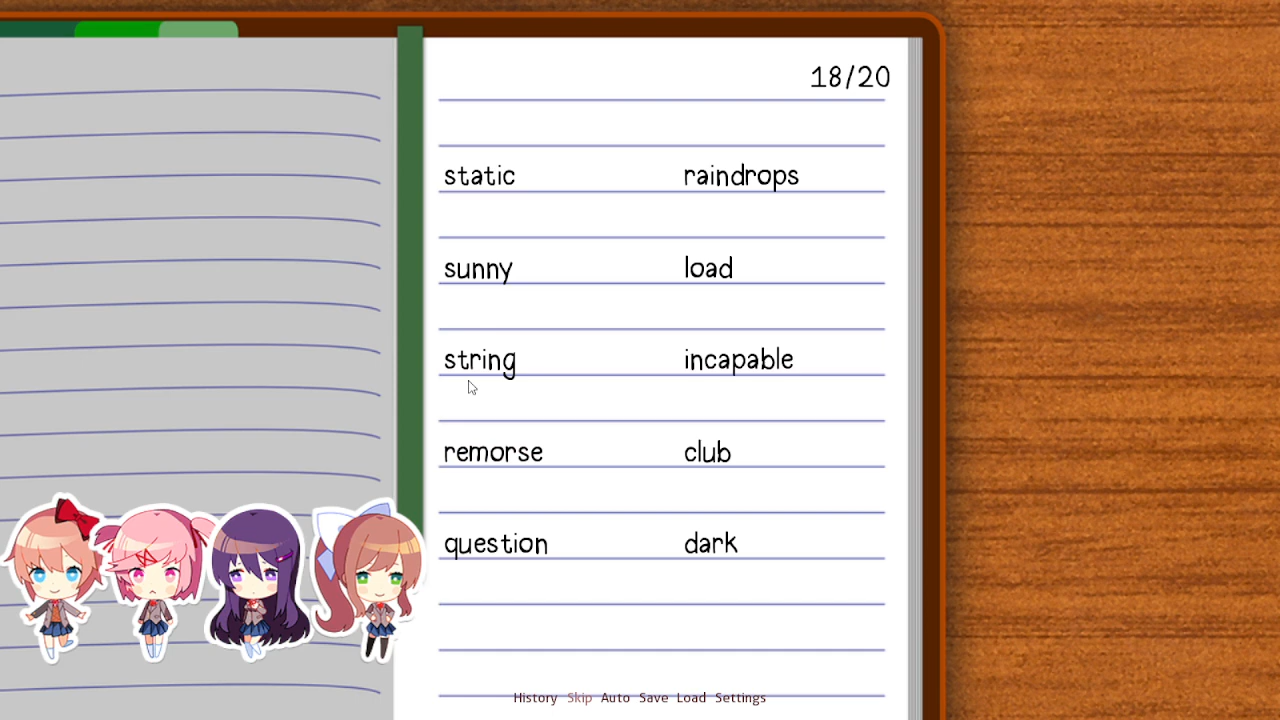 18/20
static raindrops
sunny load
string incapable
remorse club
question dark
History Skip Auto Save Load Settings